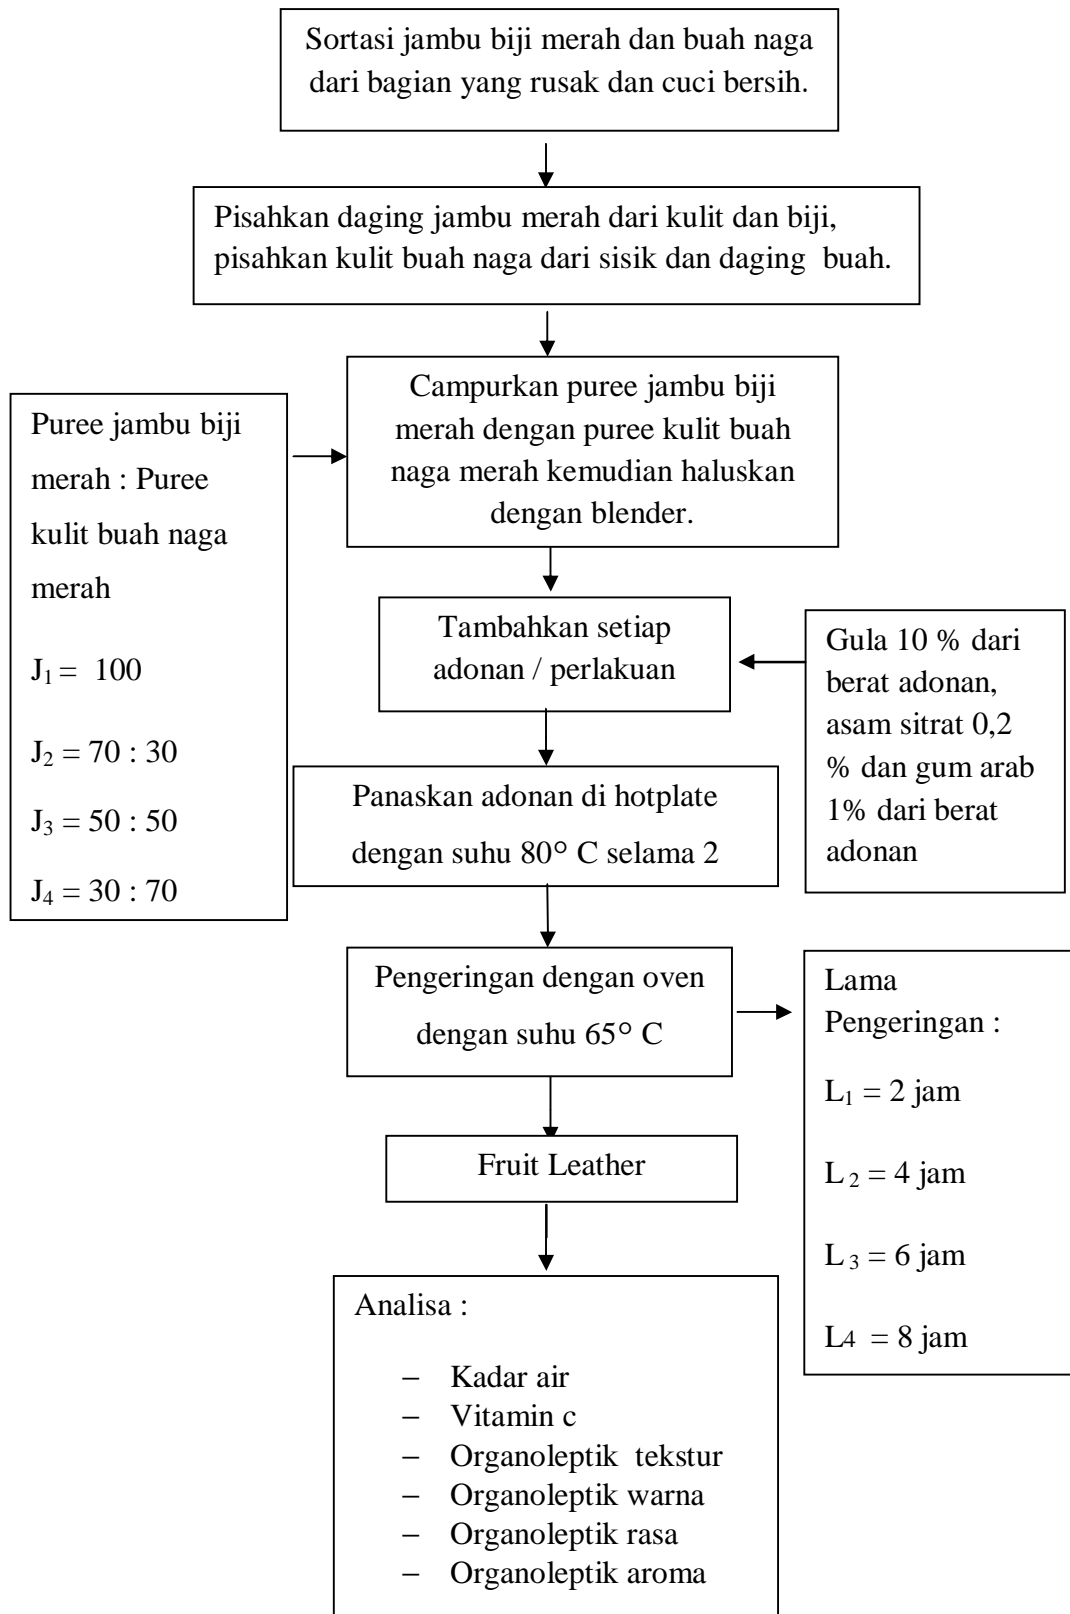 Sortasi jambu biji merah dan buah naga
dari bagian yang rusak dan cuci bersih.
Pisahkan daging jambu merah dari kulit dan biji,
pisahkan kulit buah naga dari sisik dan daging buah.
Campurkan puree jambu biji
merah dengan puree kulit buah
naga merah kemudian haluskan
dengan blender.
Puree jambu biji
merah : Puree
kulit buah naga
merah
J₁ = 100
J₂ = 70 : 30
J₃ = 50 : 50
J₄ = 30 : 70
Tambahkan setiap
adonan / perlakuan
Gula 10 % dari
berat adonan,
asam sitrat 0,2
% dan gum arab
1% dari berat
adonan
Panaskan adonan di hotplate
dengan suhu 80° C selama 2
Pengeringan dengan oven
dengan suhu 65° C
Lama
Pengeringan :
L₁ = 2 jam
L ₂ = 4 jam
L ₃ = 6 jam
L4 = 8 jam
Fruit Leather
Analisa :
– Kadar air
– Vitamin c
– Organoleptik tekstur
– Organoleptik warna
– Organoleptik rasa
– Organoleptik aroma